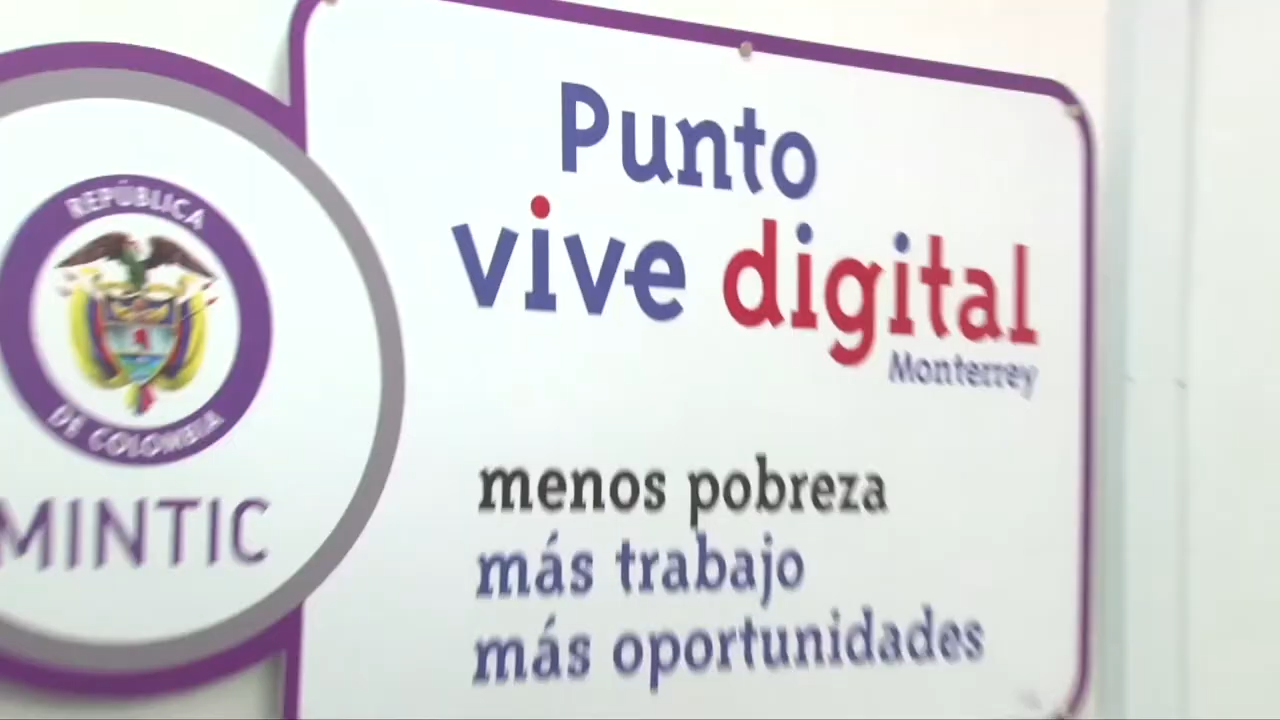 REPÚBLICA
DE COLOMBIA
MINTIC
Punto
vive digital
Monterrey
menos pobreza
más trabajo
más oportunidades